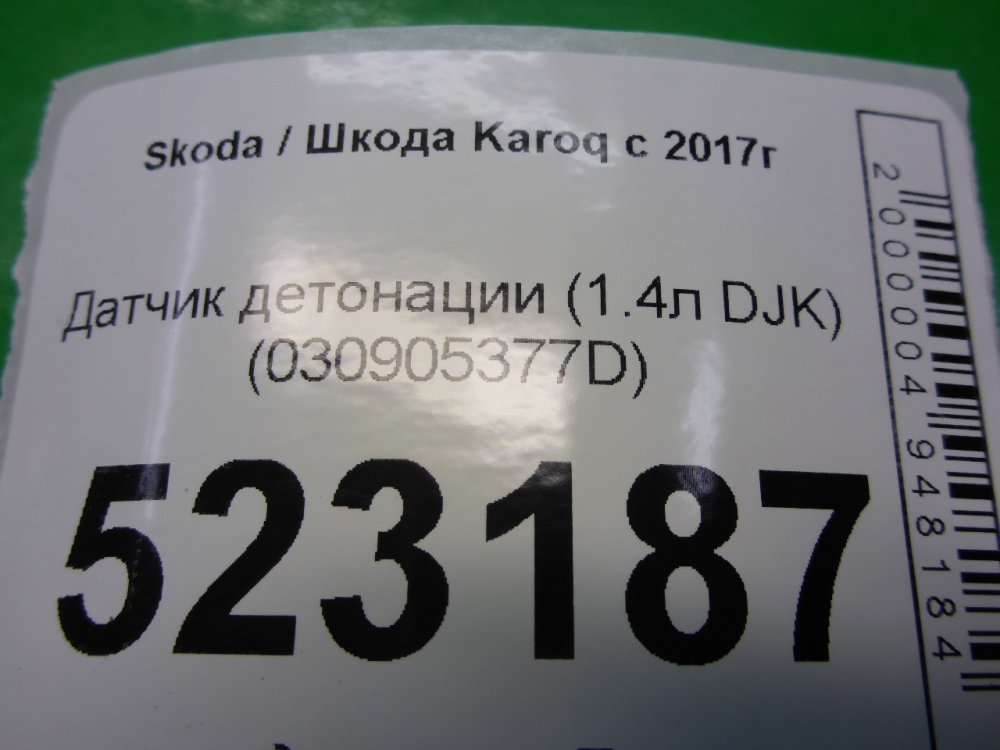 Skoda / Шкода Karoq с 2017г
Датчик детонации (1.4л DJK)
(030905377D)
523187
2000004948184